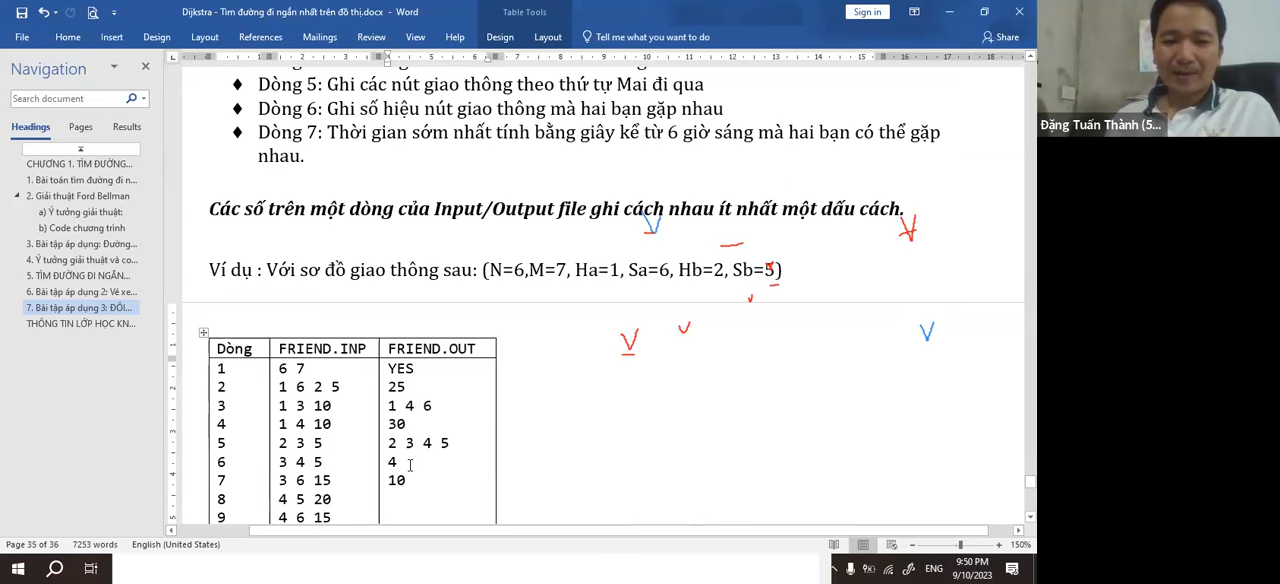 Dijkstra - Tìm đường đi ngắn nhất trên đồ thị.docx - Word
Table Tools
Sign in
File Home Insert Design Layout References Mailings Review View Help Design Layout Tell me what you want to do Share
Navigation
Search document
Headings Pages Results
CHƯƠNG 1. TÌM ĐƯỜNG...
1. Bài toán tìm đường đi n...
2. Giải thuật Ford Bellman
a) Ý tưởng giải thuật:
b) Code chương trình
3. Bài tập áp dụng: Đường...
4. Ý tưởng giải thuật và co...
5. TÌM ĐƯỜNG ĐI NGẮN...
6. Bài tập áp dụng 2: Vé xe...
7. Bài tập áp dụng 3: ĐÔI...
THÔNG TIN LỚP HỌC KN...
♦ Dòng 5: Ghi các nút giao thông theo thứ tự Mai đi qua
♦ Dòng 6: Ghi số hiệu nút giao thông mà hai bạn gặp nhau
♦ Dòng 7: Thời gian sớm nhất tính bằng giây kể từ 6 giờ sáng mà hai bạn có thể gặp
nhau.
Các số trên một dòng của Input/Output file ghi cách nhau ít nhất một dấu cách.
Ví dụ : Với sơ đồ giao thông sau: (N=6,M=7, Ha=1, Sa=6, Hb=2, Sb=5)
Dòng FRIEND.INP FRIEND.OUT
1 6 7 YES
2 1 6 2 5 25
3 1 3 10 1 4 6
4 1 4 10 30
5 2 3 5 2 3 4 5
6 3 4 5 4
7 3 6 15 10
8 4 5 20
9 4 6 15
Đặng Tuấn Thành (5...
Page 35 of 36 7253 words English (United States) 150%
ENG
9:50 PM
9/10/2023